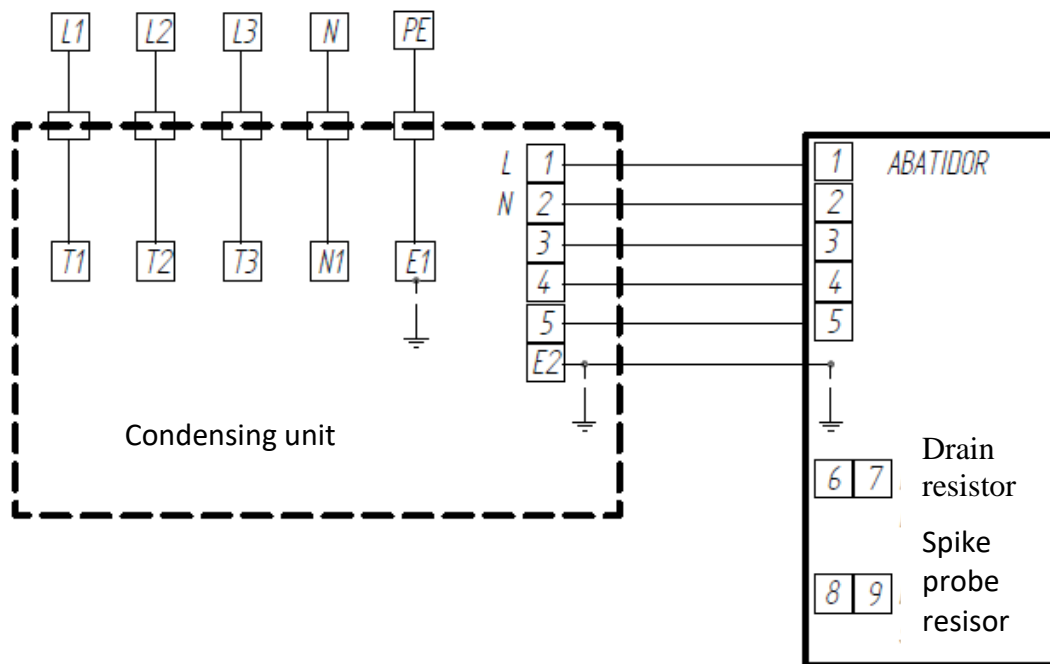 L1 L2 L3 N PE
L 1 1 ABATIDOR
N 2 2
3 3
T1 T2 T3 N1 E1 4 4
5 5
E2
Condensing unit
6 7 Drain
resistor
Spike
8 9 probe
resisor